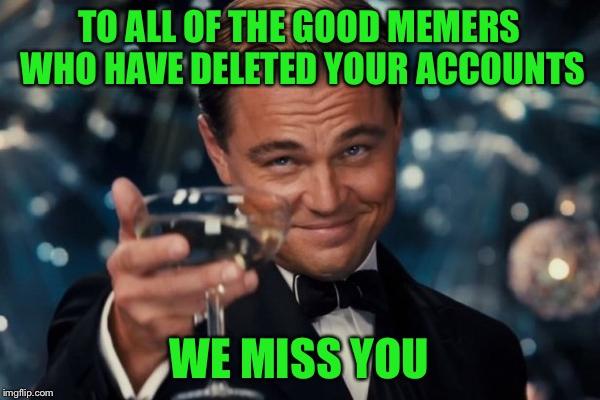 TO ALL OF THE GOOD MEMERS
WHO HAVE DELETED YOUR ACCOUNTS
WE MISS YOU
imgflip.com